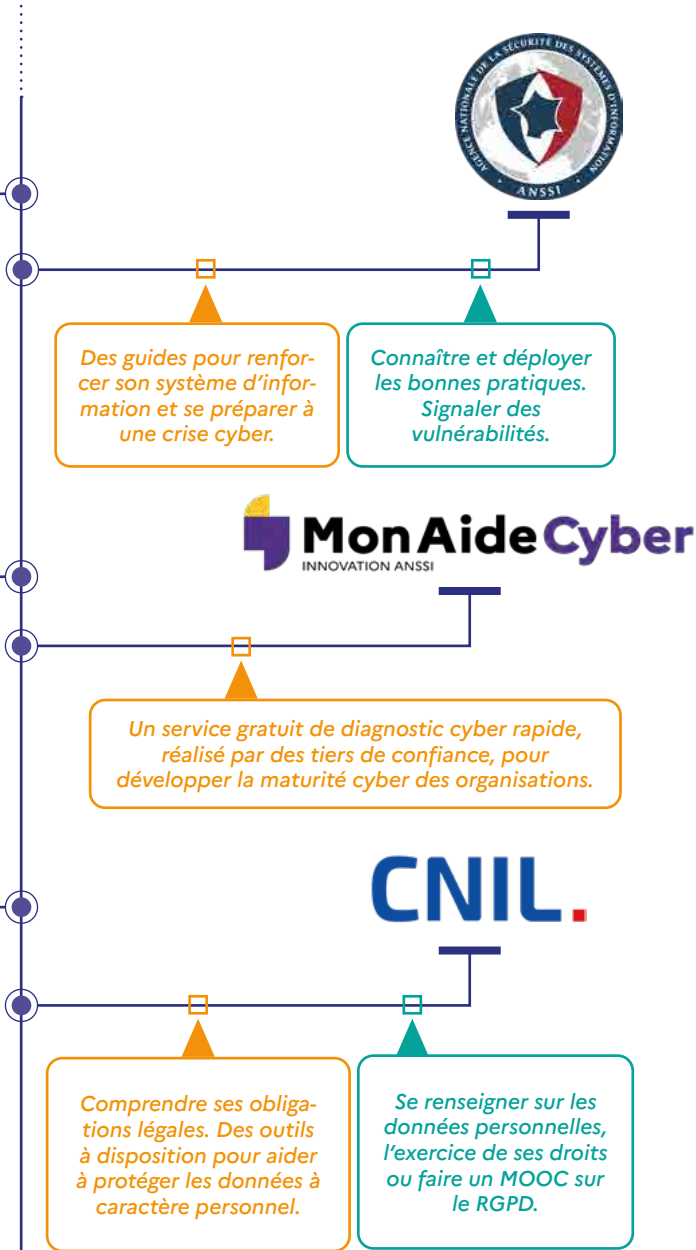 AGENCE NATIONALE DE LA SÉCURITÉ DES SYSTÈMES D'INFORMATION
ANSSI
Des guides pour renfor-
cer son système d'infor-
mation et se préparer à
une crise cyber.
Connaître et déployer
les bonnes pratiques.
Signaler des
vulnérabilités.
MonAideCyber
INNOVATION ANSSI
Un service gratuit de diagnostic cyber rapide,
réalisé par des tiers de confiance, pour
développer la maturité cyber des organisations.
CNIL.
Comprendre ses obliga-
tions légales. Des outils
à disposition pour aider
à protéger les données à
caractère personnel.
Se renseigner sur les
données personnelles,
l'exercice de ses droits
ou faire un MOOC sur
le RGPD.